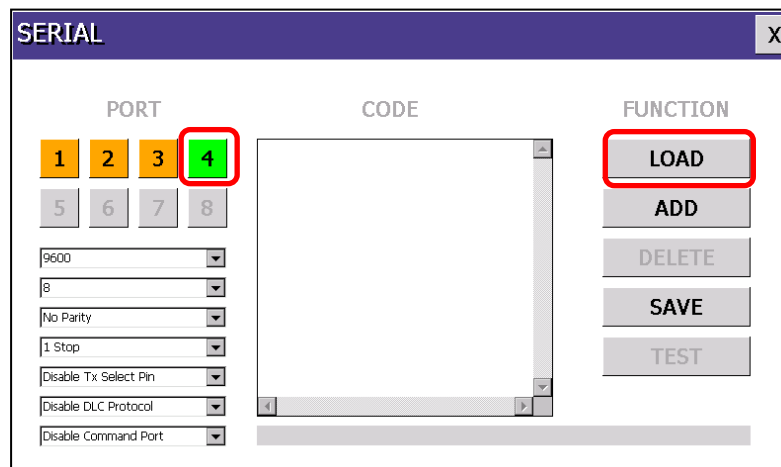 SERIAL
X
PORT
CODE
FUNCTION
1 2 3 4
5 6 7 8
9600
8
No Parity
1 Stop
Disable Tx Select Pin
Disable DLC Protocol
Disable Command Port
LOAD
ADD
DELETE
SAVE
TEST